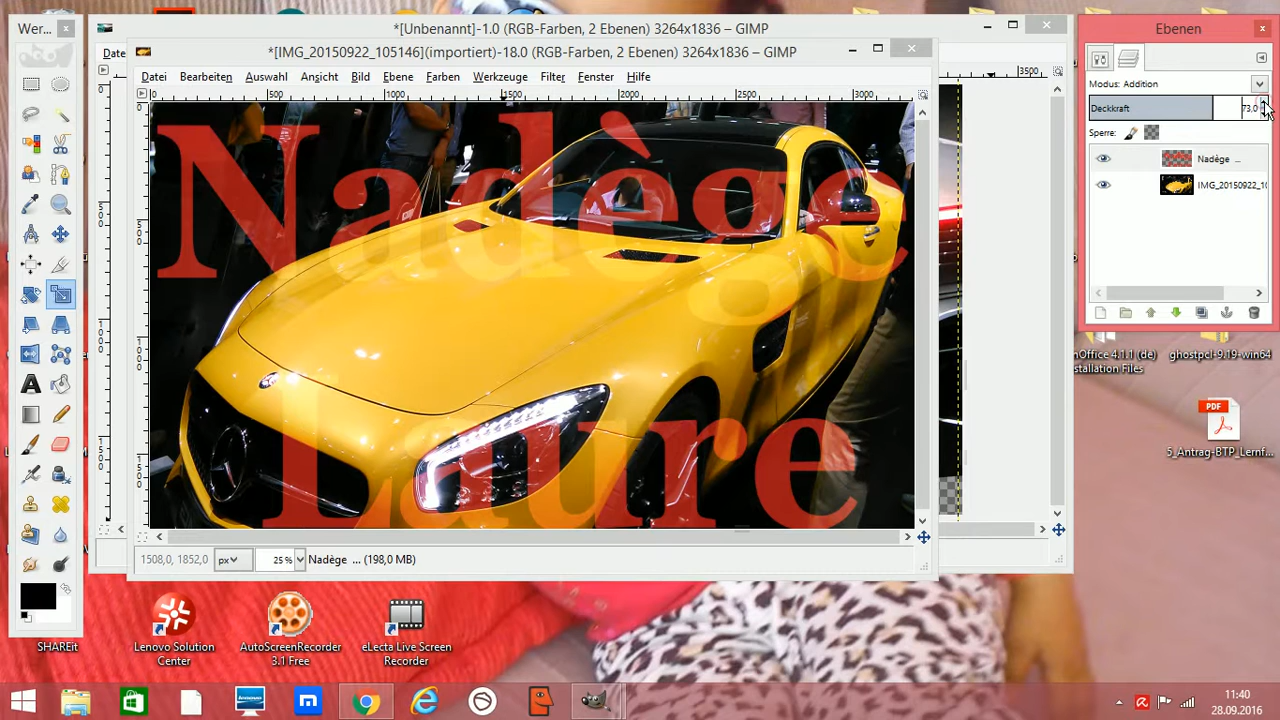 Wer...
*[Unbenannt]-1.0 (RGB-Farben, 2 Ebenen) 3264x1836 – GIMP
Date
*[IMG_20150922_105146](importiert)-18.0 (RGB-Farben, 2 Ebenen) 3264x1836 – GIMP
Datei Bearbeiten Auswahl Ansicht Bild Ebene Farben Werkzeuge Filter Fenster Hilfe
0 500 1000 1500 2000 2500 3000
3500
Nadège
Laure
1508,0, 1852,0 px 25 % Nadège ... (198,0 MB)
Ebenen
Modus: Addition
Deckkraft 73,0
Sperre:
Nadège ...
IMG_20150922_10
nOffice 4.1.1 (de)
stallation Files
ghostpcl-9.19-win64
PDF
5_Antrag-BTP_Lernf...
SHAREit
Lenovo Solution
Center
AutoScreenRecorder
3.1 Free
eLecta Live Screen
Recorder
11:40
28.09.2016